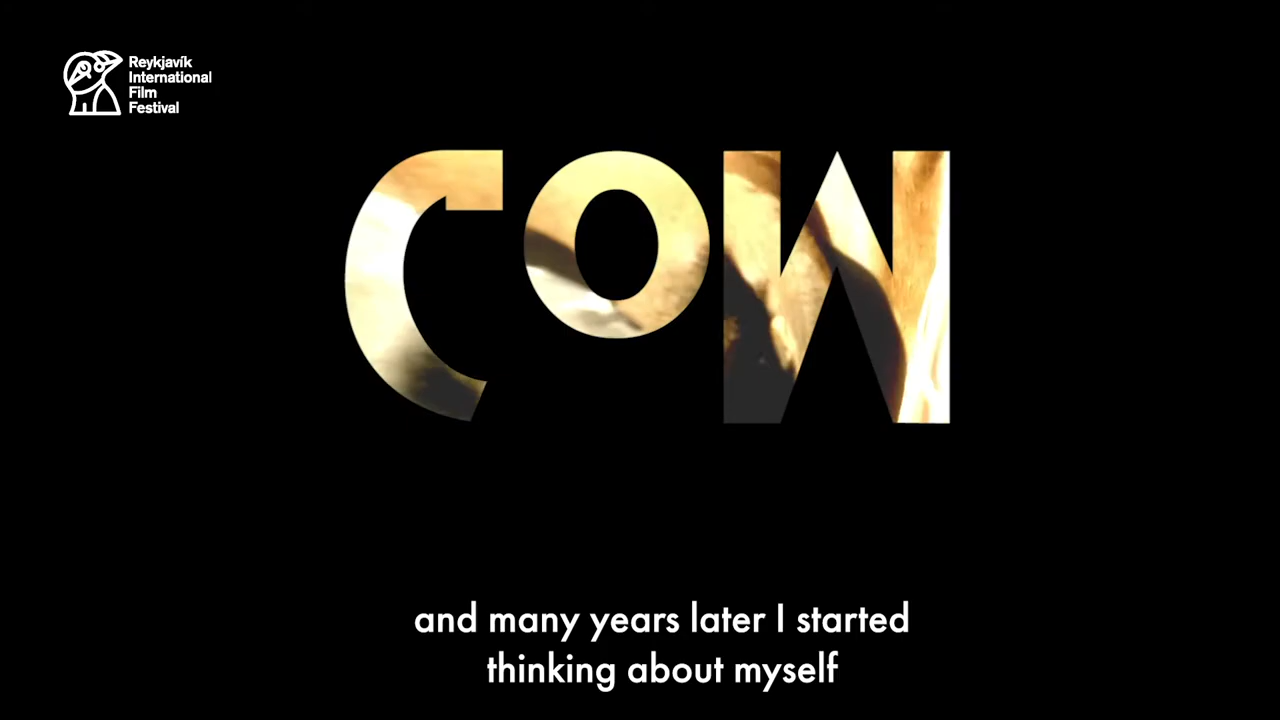 Reykjavík
International
Film
Festival
COW
and many years later I started
thinking about myself